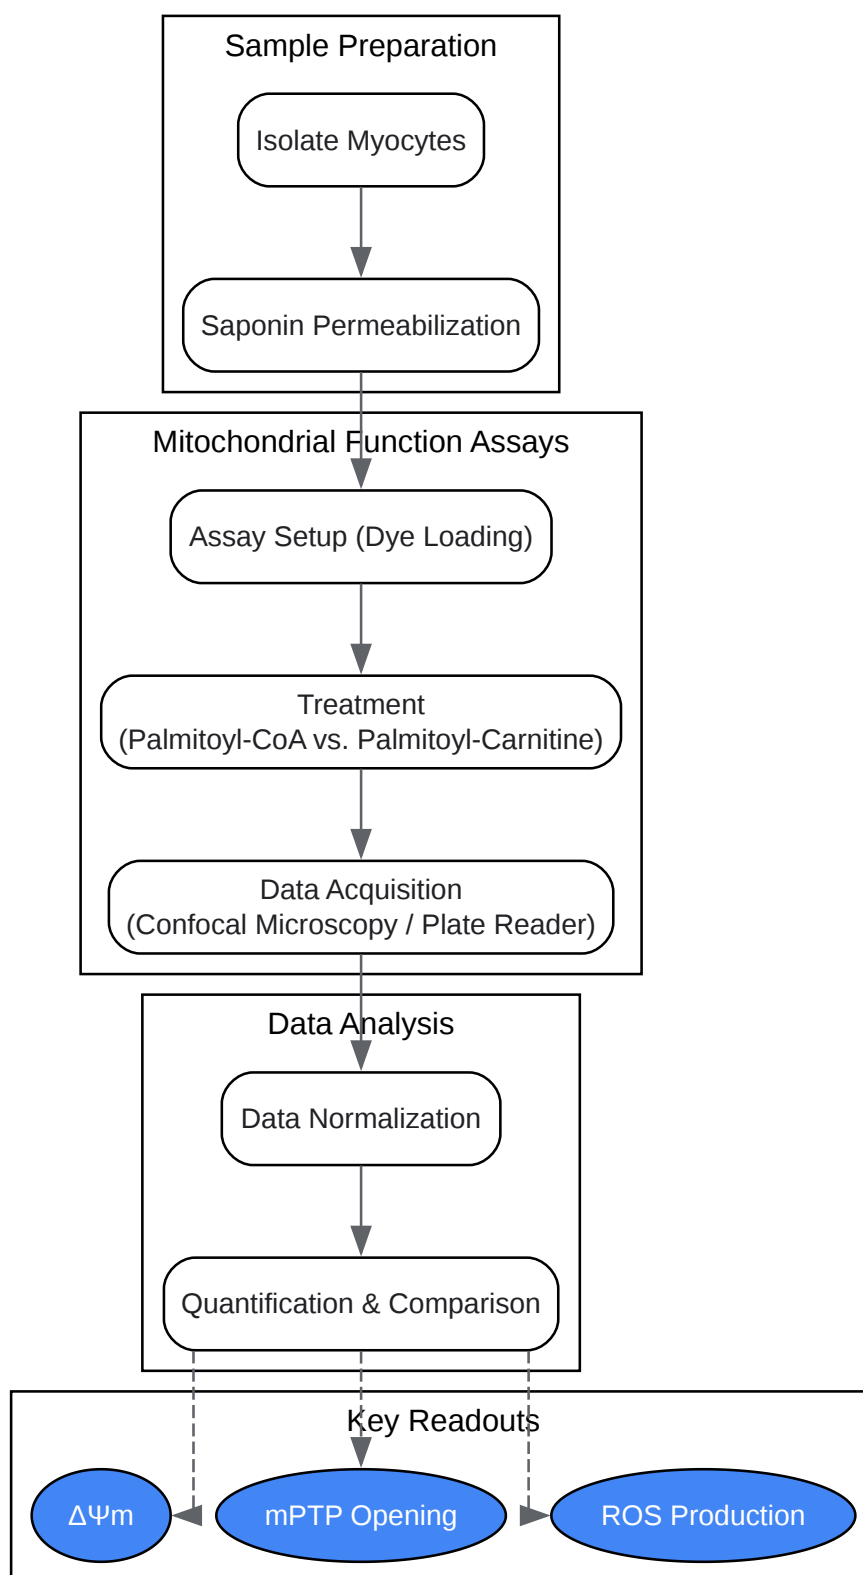 Sample Preparation
Isolate Myocytes
Saponin Permeabilization
Mitochondrial Function Assays
Assay Setup (Dye Loading)
Treatment
(Palmitoyl-CoA vs. Palmitoyl-Carnitine)
Data Acquisition
(Confocal Microscopy / Plate Reader)
Data Analysis
Data Normalization
Quantification & Comparison
Key Readouts
ΔΨm
mPTP Opening
ROS Production